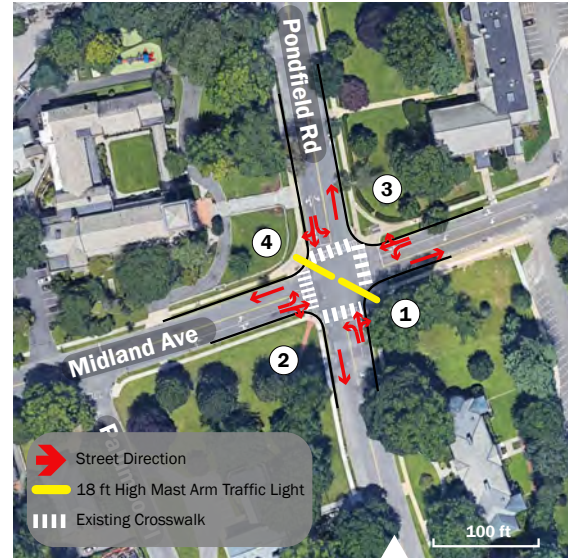 Pondfield Rd
3
4
1
Midland Ave
2
Street Direction
18 ft High Mast Arm Traffic Light
Existing Crosswalk
100 ft